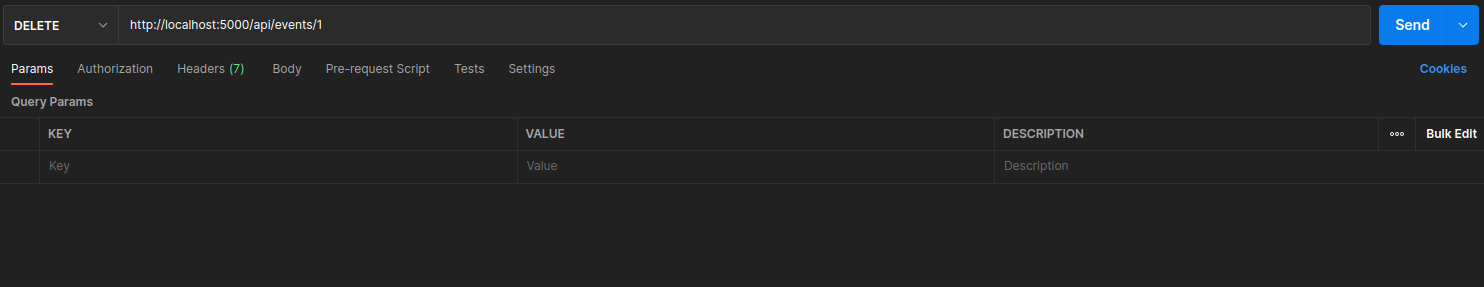 DELETE http://localhost:5000/api/events/1 Send
Params Authorization Headers (7) Body Pre-request Script Tests Settings Cookies
Query Params
KEY VALUE DESCRIPTION ooo Bulk Edit
Key Value Description